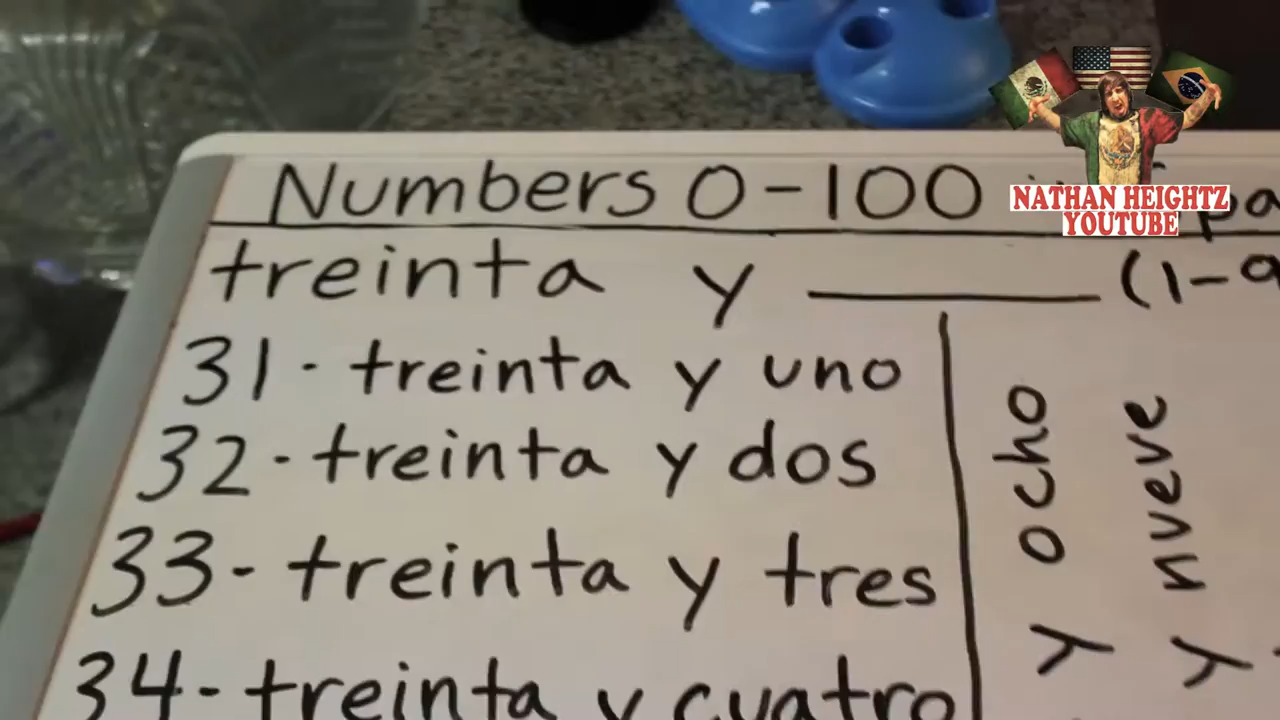 Numbers 0-100
treinta y ______ (1-9
31 - treinta y uno
32 - treinta y dos
33 - treinta y tres
34 - treinta y cuatro
y ocho
y nueve
NATHAN HEIGHTZ
YOUTUBE